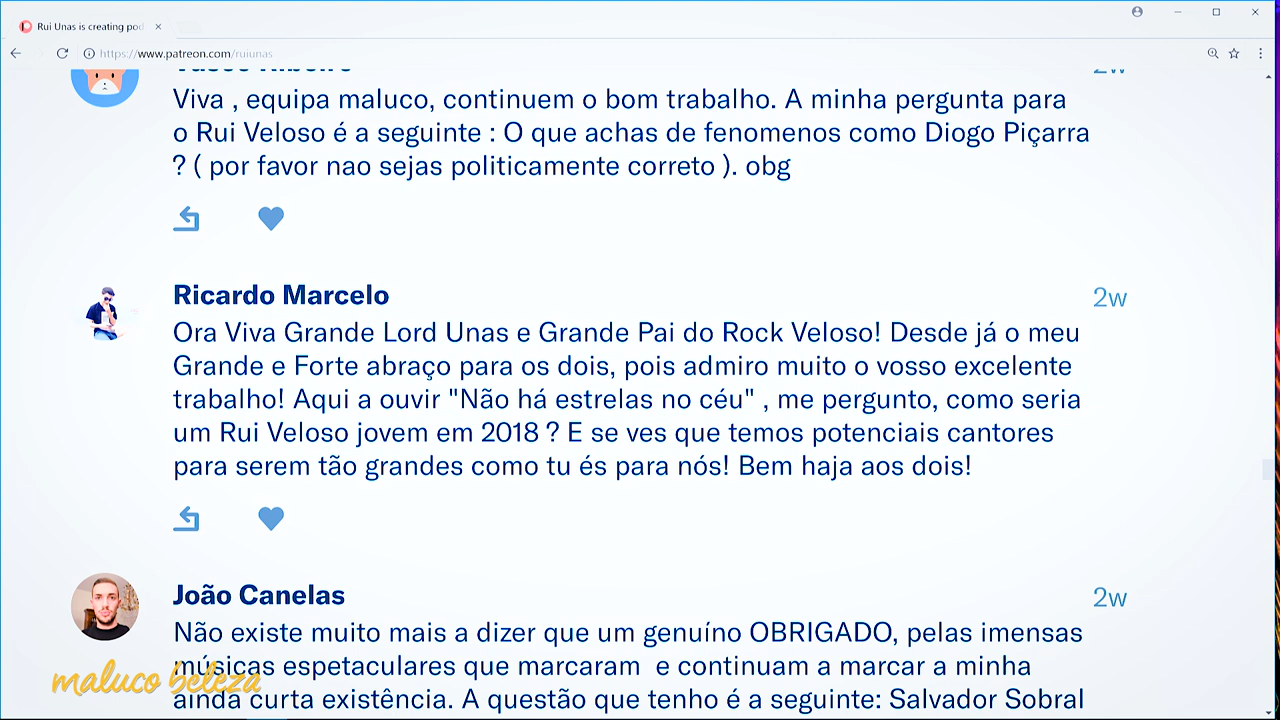 Rui Unas is creating pod
https://www.patreon.com/ruiunas
Vasco Ribeiro
2w
Viva , equipa maluco, continuem o bom trabalho. A minha pergunta para
o Rui Veloso é a seguinte : O que achas de fenomenos como Diogo Piçarra
? ( por favor nao sejas politicamente correto ). obg
Ricardo Marcelo
2w
Ora Viva Grande Lord Unas e Grande Pai do Rock Veloso! Desde já o meu
Grande e Forte abraço para os dois, pois admiro muito o vosso excelente
trabalho! Aqui a ouvir "Não há estrelas no céu" , me pergunto, como seria
um Rui Veloso jovem em 2018 ? E se ves que temos potenciais cantores
para serem tão grandes como tu és para nós! Bem haja aos dois!
João Canelas
2w
Não existe muito mais a dizer que um genuíno OBRIGADO, pelas imensas
músicas espetaculares que marcaram e continuam a marcar a minha
ainda curta existência. A questão que tenho é a seguinte: Salvador Sobral
maluco beleza